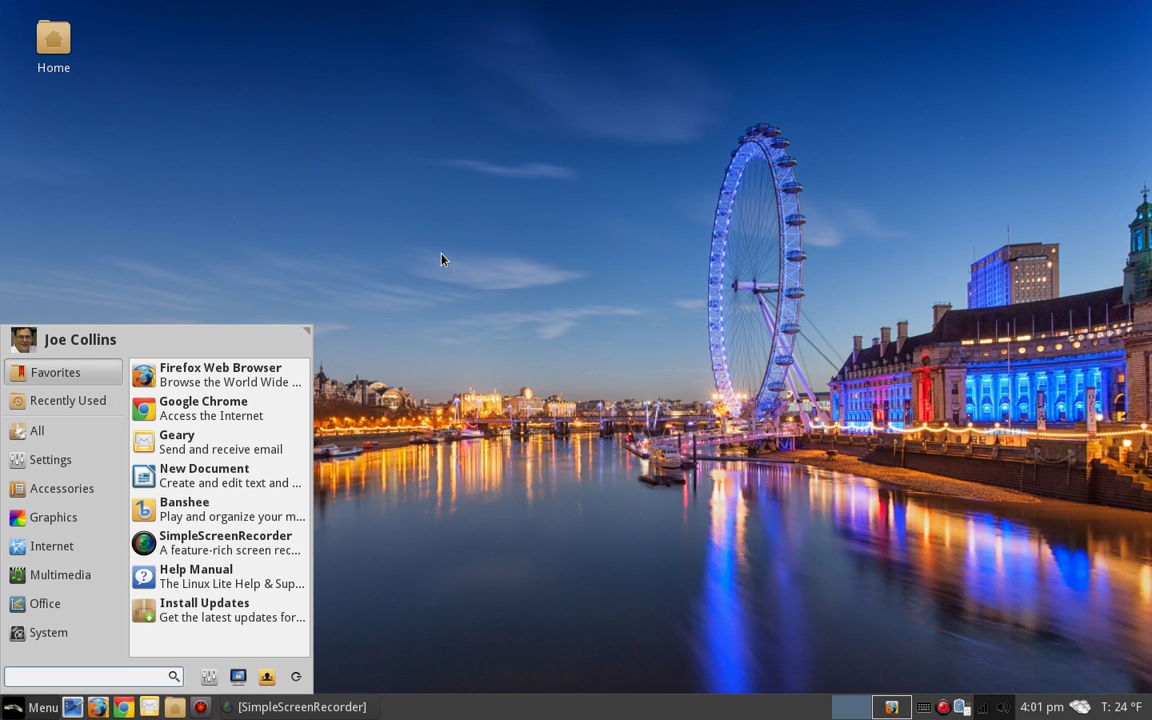 Home
Joe Collins
Favorites
Recently Used
All
Settings
Accessories
Graphics
Internet
Multimedia
Office
System
Firefox Web Browser
Browse the World Wide ...
Google Chrome
Access the Internet
Geary
Send and receive email
New Document
Create and edit text and ...
Banshee
Play and organize your m...
SimpleScreenRecorder
A feature-rich screen rec...
Help Manual
The Linux Lite Help & Sup...
Install Updates
Get the latest updates for...
Menu
[SimpleScreenRecorder]
4:01 pm
T: 24 °F